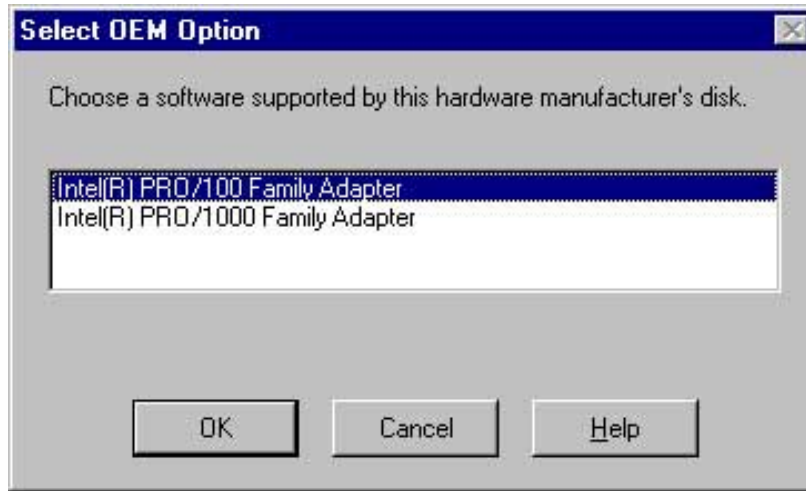 Select OEM Option
Choose a software supported by this hardware manufacturer's disk.
Intel(R) PRO/100 Family Adapter
Intel(R) PRO/1000 Family Adapter
OK
Cancel
Help